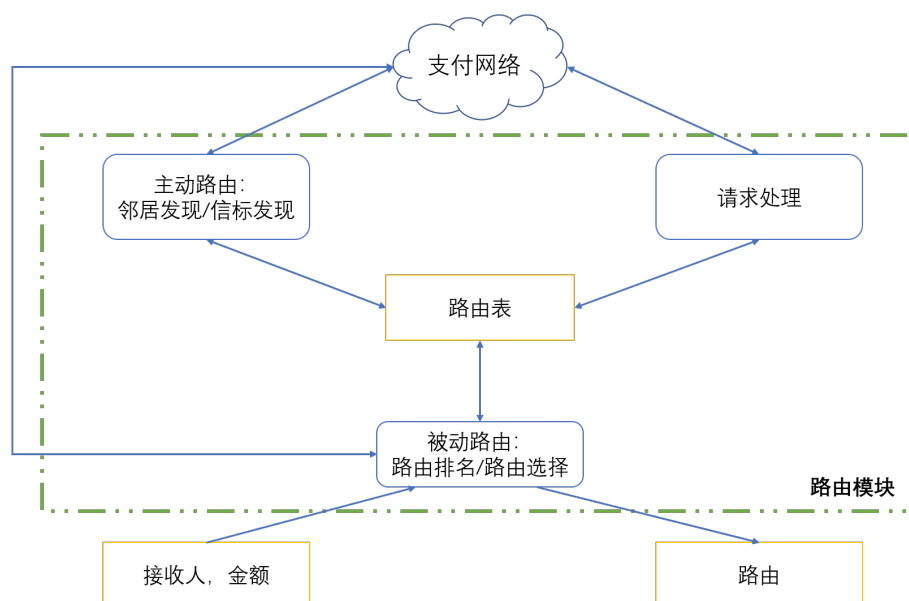 支付网络
主动路由：
邻居发现/信标发现
请求处理
路由表
被动路由：
路由排名/路由选择
路由模块
接收人，金额
路由